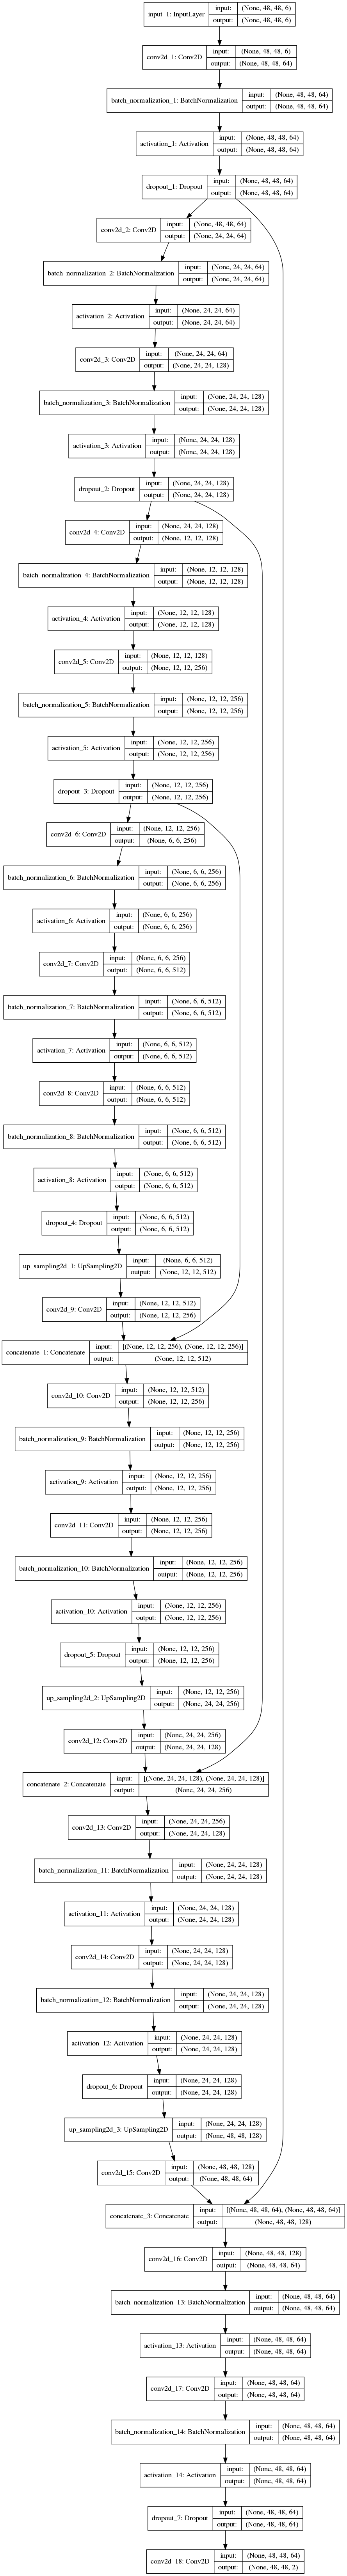 input_1: InputLayer input: (None, 48, 48, 6)
output: (None, 48, 48, 6)
conv2d_1: Conv2D input: (None, 48, 48, 6)
output: (None, 48, 48, 64)
batch_normalization_1: BatchNormalization input: (None, 48, 48, 64)
output: (None, 48, 48, 64)
activation_1: Activation input: (None, 48, 48, 64)
output: (None, 48, 48, 64)
dropout_1: Dropout input: (None, 48, 48, 64)
output: (None, 48, 48, 64)
conv2d_2: Conv2D input: (None, 48, 48, 64)
output: (None, 24, 24, 64)
batch_normalization_2: BatchNormalization input: (None, 24, 24, 64)
output: (None, 24, 24, 64)
activation_2: Activation input: (None, 24, 24, 64)
output: (None, 24, 24, 64)
conv2d_3: Conv2D input: (None, 24, 24, 64)
output: (None, 24, 24, 128)
batch_normalization_3: BatchNormalization input: (None, 24, 24, 128)
output: (None, 24, 24, 128)
activation_3: Activation input: (None, 24, 24, 128)
output: (None, 24, 24, 128)
dropout_2: Dropout input: (None, 24, 24, 128)
output: (None, 24, 24, 128)
conv2d_4: Conv2D input: (None, 24, 24, 128)
output: (None, 12, 12, 128)
batch_normalization_4: BatchNormalization input: (None, 12, 12, 128)
output: (None, 12, 12, 128)
activation_4: Activation input: (None, 12, 12, 128)
output: (None, 12, 12, 128)
conv2d_5: Conv2D input: (None, 12, 12, 128)
output: (None, 12, 12, 256)
batch_normalization_5: BatchNormalization input: (None, 12, 12, 256)
output: (None, 12, 12, 256)
activation_5: Activation input: (None, 12, 12, 256)
output: (None, 12, 12, 256)
dropout_3: Dropout input: (None, 12, 12, 256)
output: (None, 12, 12, 256)
conv2d_6: Conv2D input: (None, 12, 12, 256)
output: (None, 6, 6, 256)
batch_normalization_6: BatchNormalization input: (None, 6, 6, 256)
output: (None, 6, 6, 256)
activation_6: Activation input: (None, 6, 6, 256)
output: (None, 6, 6, 256)
conv2d_7: Conv2D input: (None, 6, 6, 256)
output: (None, 6, 6, 512)
batch_normalization_7: BatchNormalization input: (None, 6, 6, 512)
output: (None, 6, 6, 512)
activation_7: Activation input: (None, 6, 6, 512)
output: (None, 6, 6, 512)
conv2d_8: Conv2D input: (None, 6, 6, 512)
output: (None, 6, 6, 512)
batch_normalization_8: BatchNormalization input: (None, 6, 6, 512)
output: (None, 6, 6, 512)
activation_8: Activation input: (None, 6, 6, 512)
output: (None, 6, 6, 512)
dropout_4: Dropout input: (None, 6, 6, 512)
output: (None, 6, 6, 512)
up_sampling2d_1: UpSampling2D input: (None, 6, 6, 512)
output: (None, 12, 12, 512)
conv2d_9: Conv2D input: (None, 12, 12, 512)
output: (None, 12, 12, 256)
concatenate_1: Concatenate input: [(None, 12, 12, 256), (None, 12, 12, 256)]
output: (None, 12, 12, 512)
conv2d_10: Conv2D input: (None, 12, 12, 512)
output: (None, 12, 12, 256)
batch_normalization_9: BatchNormalization input: (None, 12, 12, 256)
output: (None, 12, 12, 256)
activation_9: Activation input: (None, 12, 12, 256)
output: (None, 12, 12, 256)
conv2d_11: Conv2D input: (None, 12, 12, 256)
output: (None, 12, 12, 256)
batch_normalization_10: BatchNormalization input: (None, 12, 12, 256)
output: (None, 12, 12, 256)
activation_10: Activation input: (None, 12, 12, 256)
output: (None, 12, 12, 256)
dropout_5: Dropout input: (None, 12, 12, 256)
output: (None, 12, 12, 256)
up_sampling2d_2: UpSampling2D input: (None, 12, 12, 256)
output: (None, 24, 24, 256)
conv2d_12: Conv2D input: (None, 24, 24, 256)
output: (None, 24, 24, 128)
concatenate_2: Concatenate input: [(None, 24, 24, 128), (None, 24, 24, 128)]
output: (None, 24, 24, 256)
conv2d_13: Conv2D input: (None, 24, 24, 256)
output: (None, 24, 24, 128)
batch_normalization_11: BatchNormalization input: (None, 24, 24, 128)
output: (None, 24, 24, 128)
activation_11: Activation input: (None, 24, 24, 128)
output: (None, 24, 24, 128)
conv2d_14: Conv2D input: (None, 24, 24, 128)
output: (None, 24, 24, 128)
batch_normalization_12: BatchNormalization input: (None, 24, 24, 128)
output: (None, 24, 24, 128)
activation_12: Activation input: (None, 24, 24, 128)
output: (None, 24, 24, 128)
dropout_6: Dropout input: (None, 24, 24, 128)
output: (None, 24, 24, 128)
up_sampling2d_3: UpSampling2D input: (None, 24, 24, 128)
output: (None, 48, 48, 128)
conv2d_15: Conv2D input: (None, 48, 48, 128)
output: (None, 48, 48, 64)
concatenate_3: Concatenate input: [(None, 48, 48, 64), (None, 48, 48, 64)]
output: (None, 48, 48, 128)
conv2d_16: Conv2D input: (None, 48, 48, 128)
output: (None, 48, 48, 64)
batch_normalization_13: BatchNormalization input: (None, 48, 48, 64)
output: (None, 48, 48, 64)
activation_13: Activation input: (None, 48, 48, 64)
output: (None, 48, 48, 64)
conv2d_17: Conv2D input: (None, 48, 48, 64)
output: (None, 48, 48, 64)
batch_normalization_14: BatchNormalization input: (None, 48, 48, 64)
output: (None, 48, 48, 64)
activation_14: Activation input: (None, 48, 48, 64)
output: (None, 48, 48, 64)
dropout_7: Dropout input: (None, 48, 48, 64)
output: (None, 48, 48, 64)
conv2d_18: Conv2D input: (None, 48, 48, 64)
output: (None, 48, 48, 2)